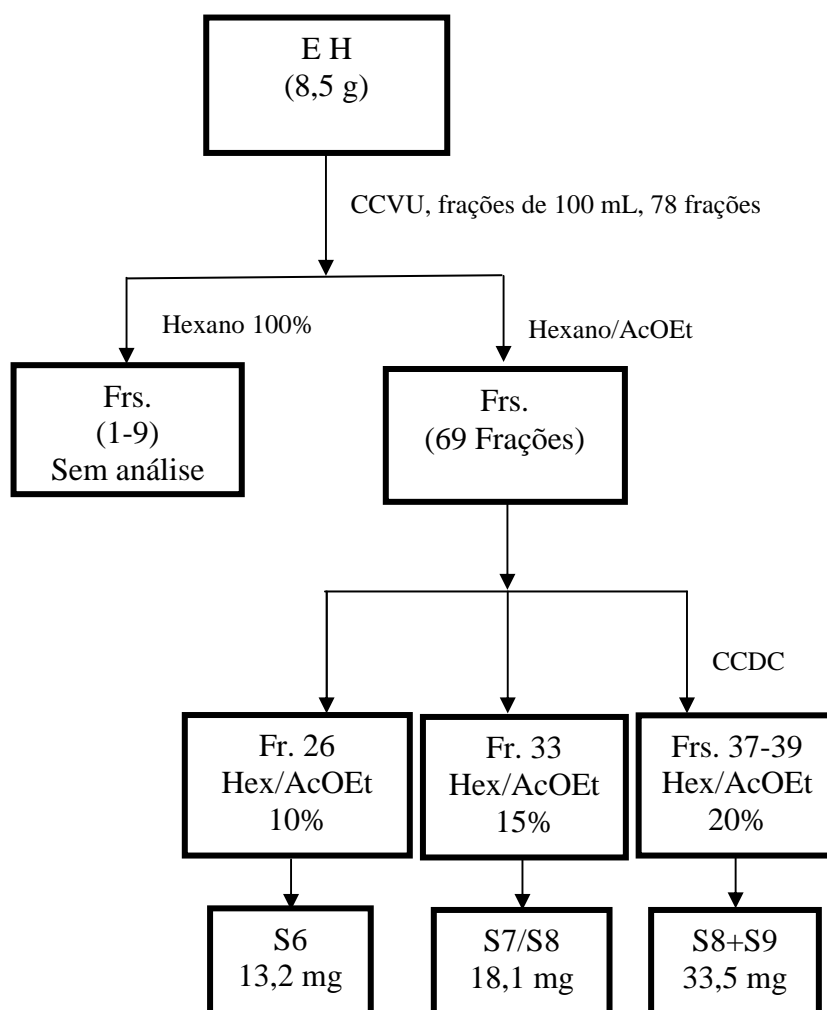 E H
(8,5 g)
CCVU, frações de 100 mL, 78 frações
Hexano 100%
Hexano/AcOEt
Frs.
(1-9)
Sem análise
Frs.
(69 Frações)
CCDC
Fr. 26
Hex/AcOEt
10%
Fr. 33
Hex/AcOEt
15%
Frs. 37-39
Hex/AcOEt
20%
S6
13,2 mg
S7/S8
18,1 mg
S8+S9
33,5 mg